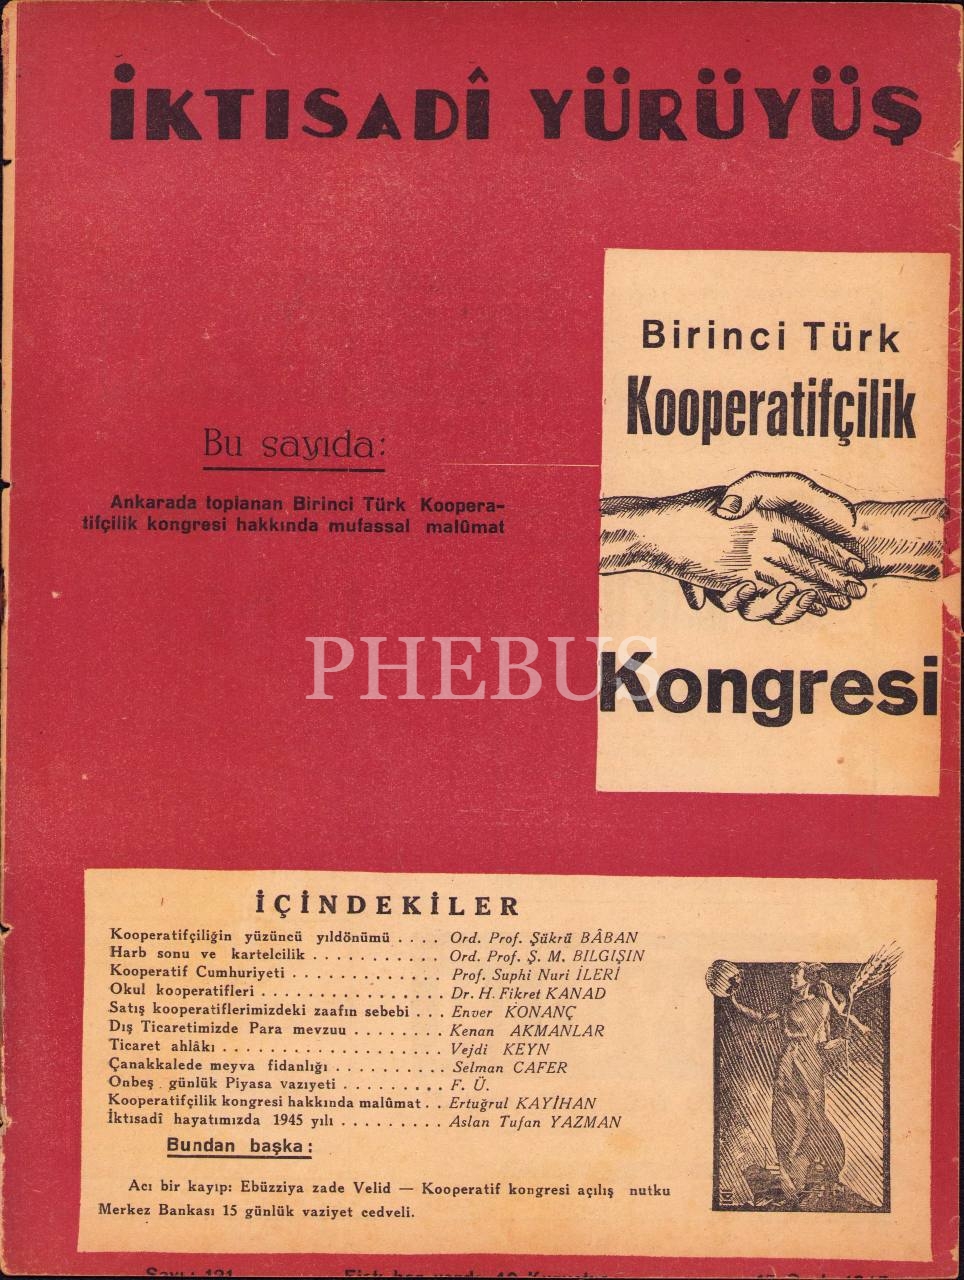 İKTISADÎ YÜRÜYÜŞ
Birinci Türk
Kooperatifçilik
Kongresi
Bu sayıda:
Ankarada toplanan Birinci Türk Koopera-
tifçilik kongresi hakkında mufassal malûmat
PHEBUS
İÇİNDEKİLER
Kooperatifçiliğin yüzüncü yıldönümü . . . . Ord. Prof. Şükrü BÂBAN
Harb sonu ve kartelcilik . . . . . . . . . . . Ord. Prof. Ş. M. BILGIŞIN
Kooperatif Cumhuriyeti . . . . . . . . . . . . Prof. Suphi Nuri İLERİ
Okul kooperatifleri . . . . . . . . . . . . . . . Dr. H. Fikret KANAD
Satış kooperatiflerimizdeki zaafın sebebi . . . Enver KONANÇ
Dış Ticaretimizde Para mevzuu . . . . . . . . Kenan AKMANLAR
Ticaret ahlâkı . . . . . . . . . . . . . . . . . . Vejdi KEYN
Çanakkalede meyva fidanlığı . . . . . . . . . Selman CAFER
Onbeş günlük Piyasa vaziyeti . . . . . . . . . F. Ü.
Kooperatifçilik kongresi hakkında malûmat . . Ertuğrul KAYİHAN
İktisadî hayatımızda 1945 yılı . . . . . . . . . Aslan Tufan YAZMAN
Bundan başka:
Acı bir kayıp: Ebüzziya zade Velid — Kooperatif kongresi açılış nutku
Merkez Bankası 15 günlük vaziyet cedveli.
Sayı: 121